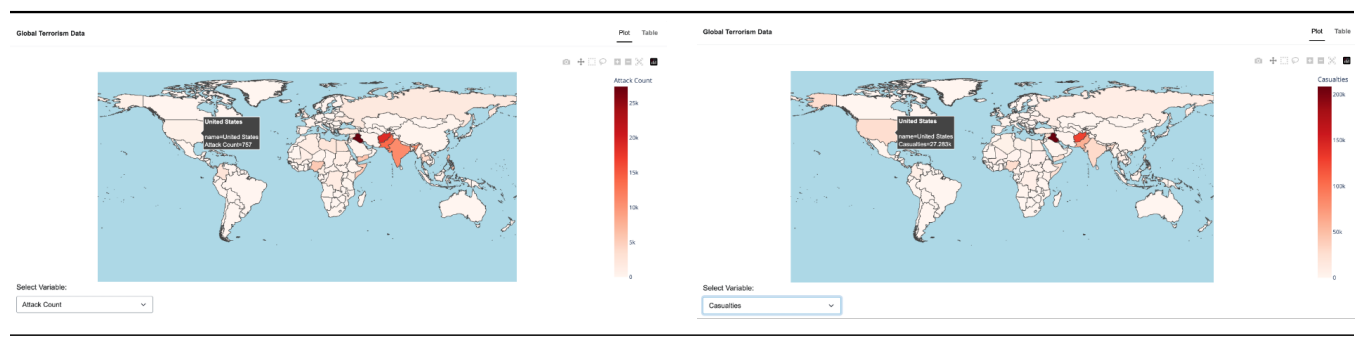 Global Terrorism Data
Plot Table
Attack Count
United States
name=United States
Attack Count=757
25k
20k
15k
10k
5k
0
Select Variable:
Attack Count
Global Terrorism Data
Plot Table
Casualties
United States
name=United States
Casualties=27.263k
200k
150k
100k
50k
0
Select Variable:
Casualties